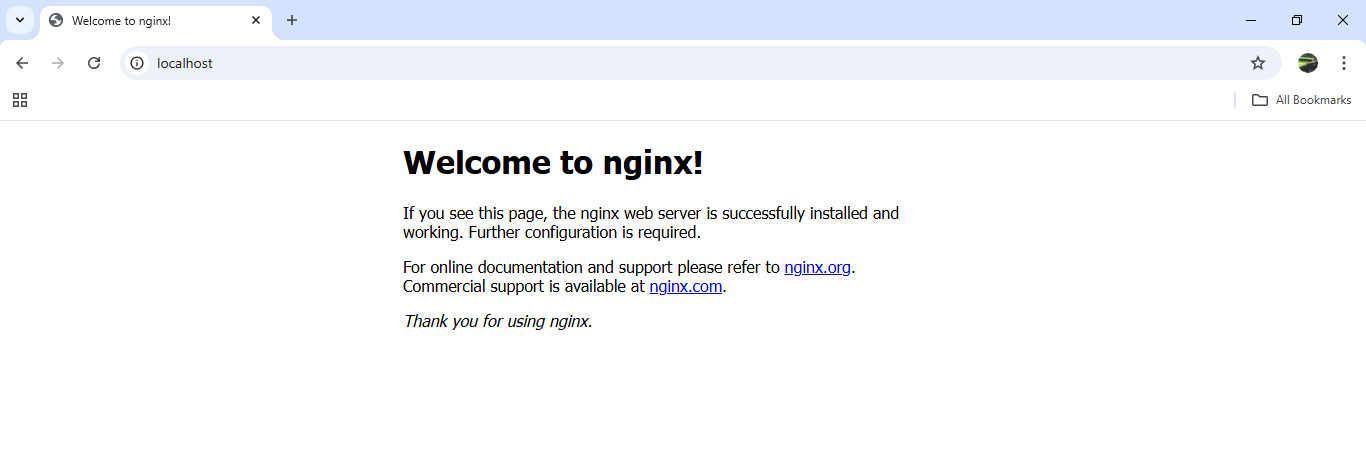 Welcome to nginx!
localhost
All Bookmarks
Welcome to nginx!
If you see this page, the nginx web server is successfully installed and
working. Further configuration is required.
For online documentation and support please refer to nginx.org.
Commercial support is available at nginx.com.
Thank you for using nginx.